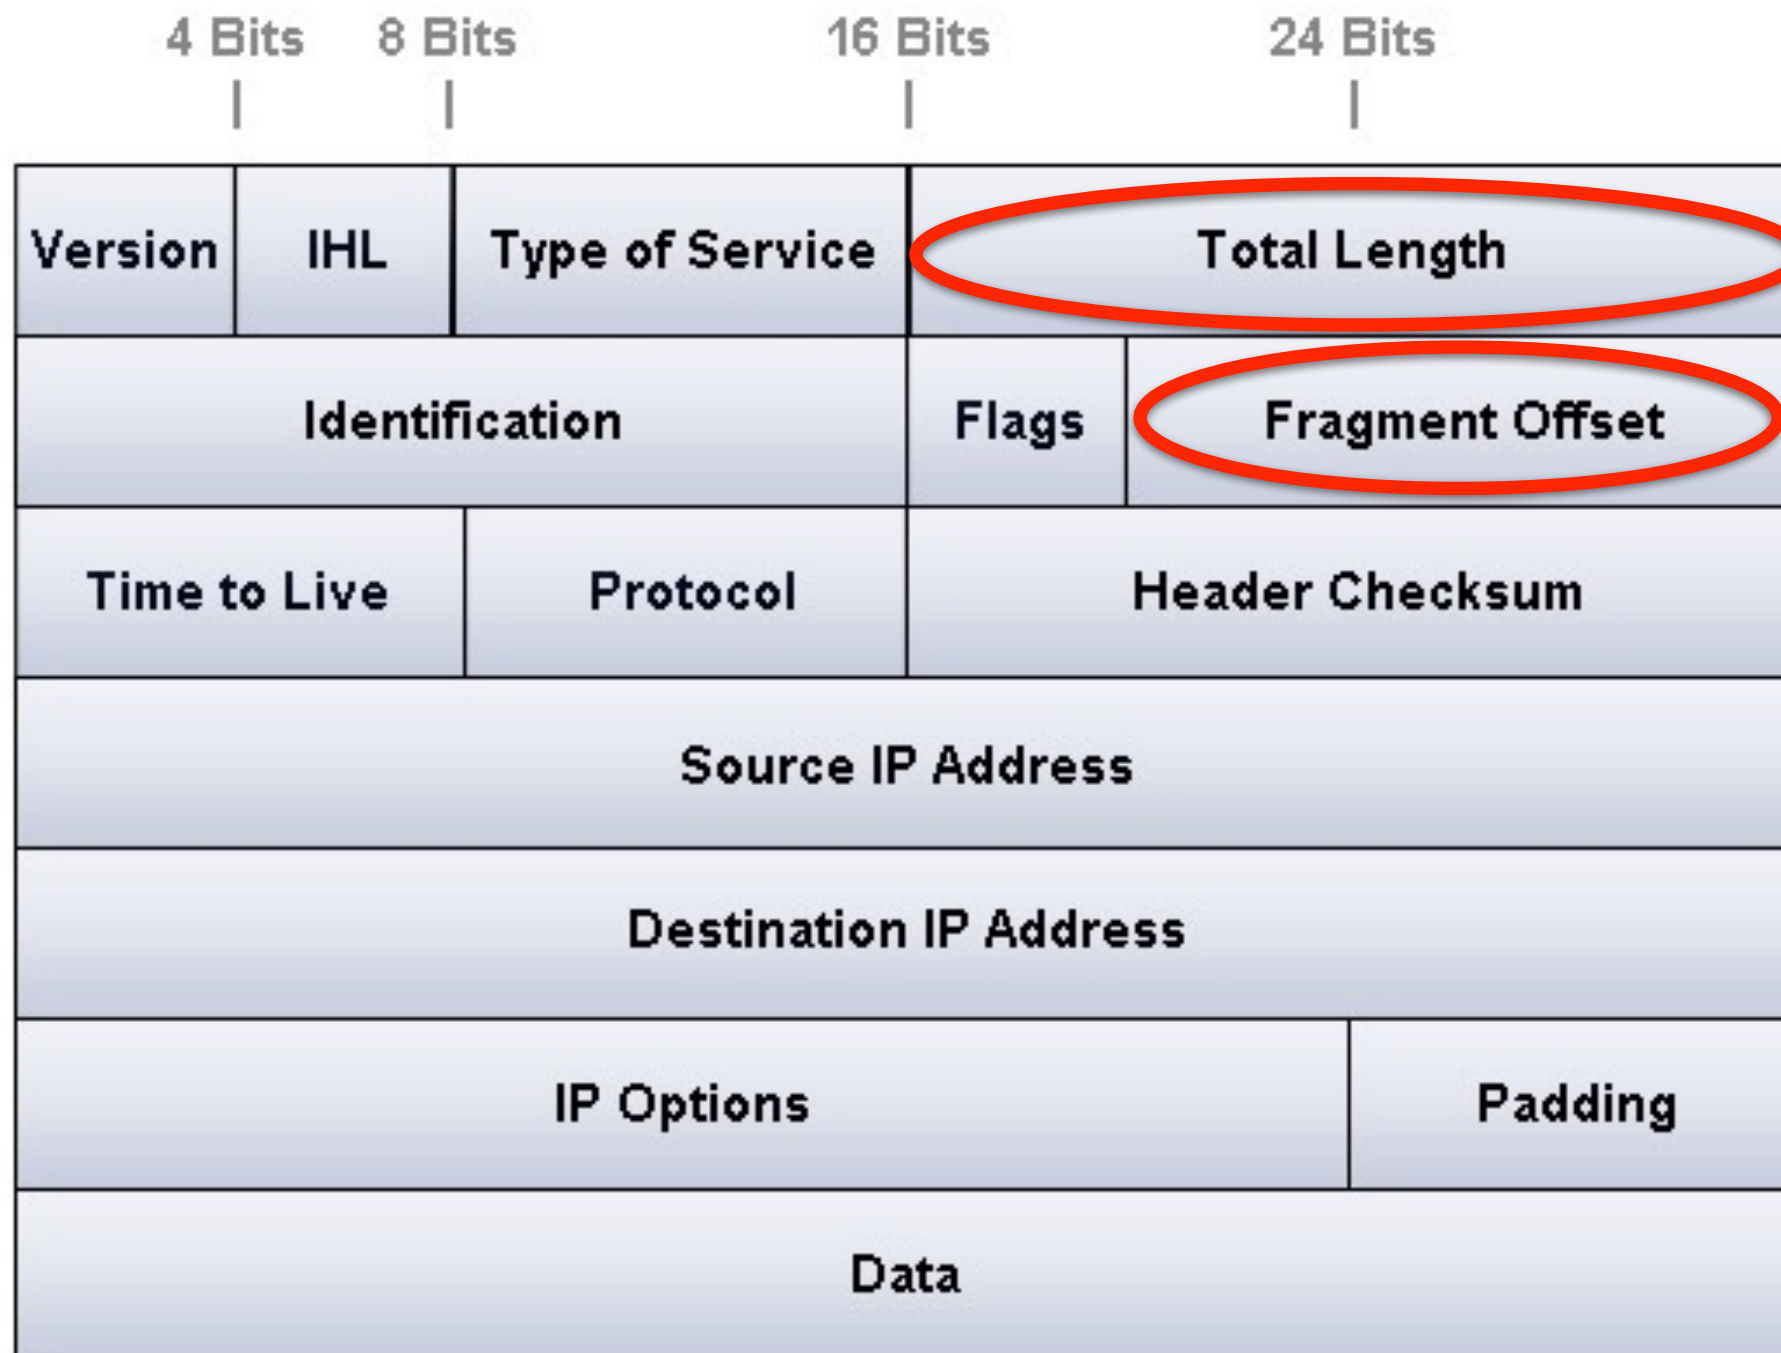 4 Bits 8 Bits 16 Bits 24 Bits
Version IHL Type of Service Total Length
Identification Flags Fragment Offset
Time to Live Protocol Header Checksum
Source IP Address
Destination IP Address
IP Options Padding
Data